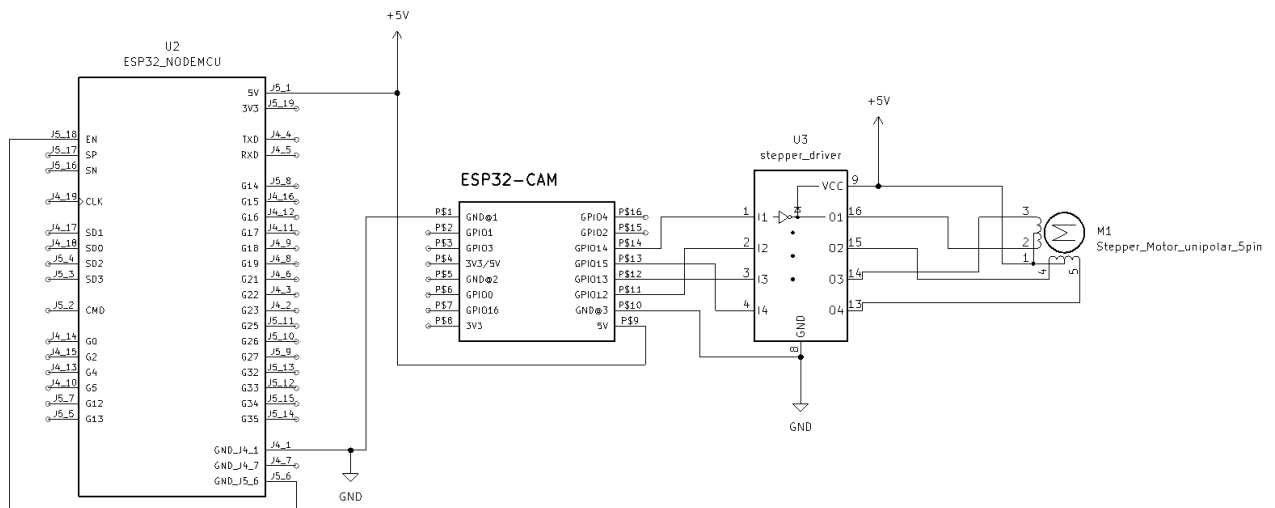 +5V
U2
ESP32_NODEMCU
5V J5_1
3V3 J5_19
J5_18 EN
TXD J4_4
J5_17 SP
RXD J4_5
J5_16 SN
G14 J5_8
J4_19 CLK
G15 J4_16
G16 J4_12
J4_17 SD1
G17 J4_11
J4_18 SD0
G18 J4_9
J5_4 SD2
G19 J4_8
J5_3 SD3
G21 J4_6
G22 J4_3
J5_2 CMD
G23 J4_2
G25 J5_11
J4_14 G0
G26 J5_10
J4_15 G2
G27 J5_9
J4_13 G4
G32 J5_13
J4_10 G5
G33 J5_12
J5_7 G12
G34 J5_15
J5_5 G13
G35 J5_14
GND_J4_1 J4_1
GND_J4_7 J4_7
GND_J5_6 J5_6
GND
ESP32-CAM
P$1 GND@1 GPIO4 P$16
P$2 GPIO1 GPIO2 P$15
P$3 GPIO3 GPIO14 P$14
P$4 3V3/5V GPIO15 P$13
P$5 GND@2 GPIO13 P$12
P$6 GPIO0 GPIO12 P$11
P$7 GPIO16 GND@3 P$10
P$8 3V3 5V P$9
+5V
U3
stepper_driver
VCC 9
1 I1 O1 16
2 I2 O2 15
3 I3 O3 14
4 I4 O4 13
GND
8
GND
3
2
1
4
5
M
M1
Stepper_Motor_unipolar_5pin